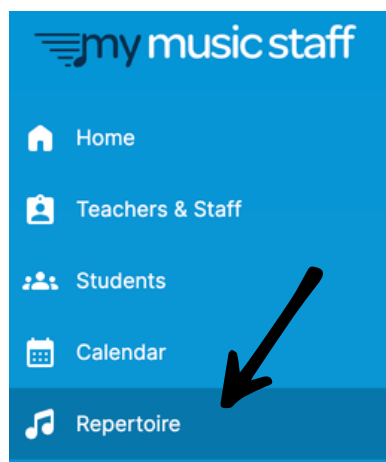 my music staff
Home
Teachers & Staff
Students
Calendar
Repertoire